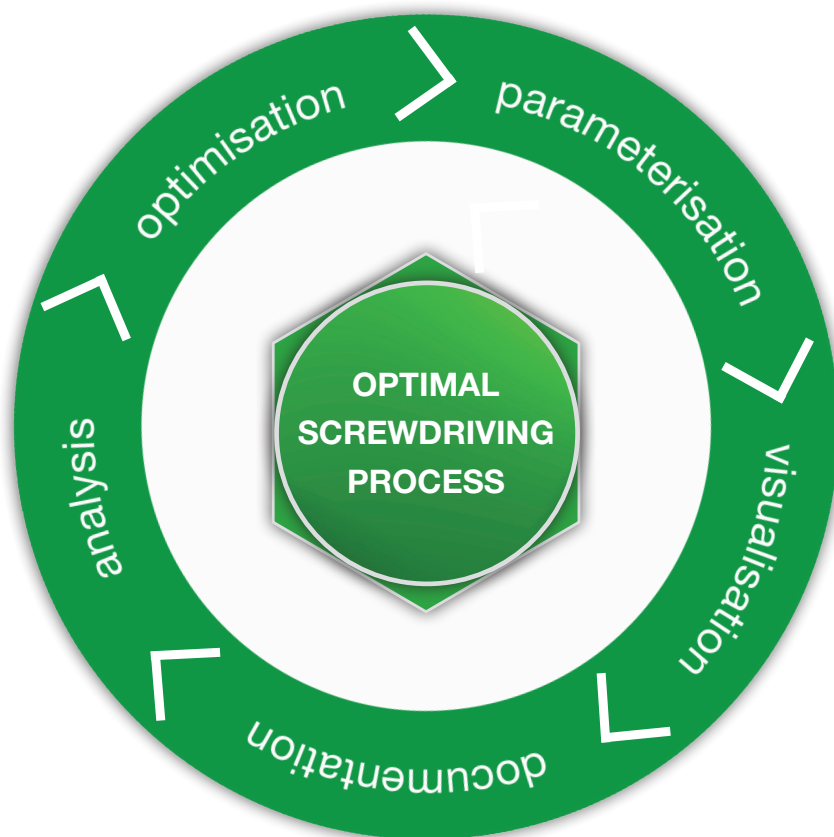 optimisation
parameterisation
visualisation
documentation
analysis
OPTIMAL
SCREWDRIVING
PROCESS